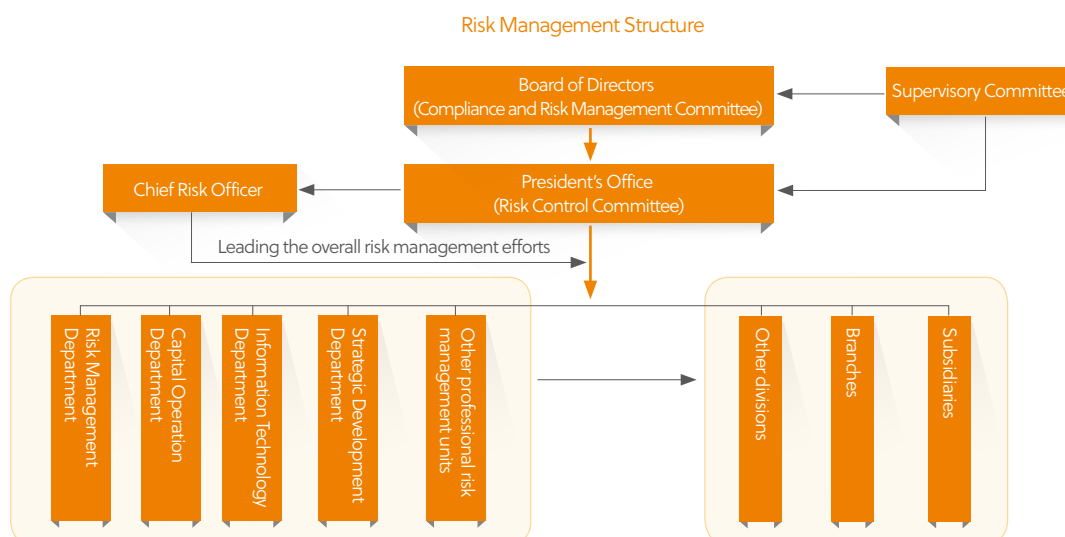 Risk Management Structure
Board of Directors
(Compliance and Risk Management Committee)
Supervisory Committee
Chief Risk Officer
President’s Office
(Risk Control Committee)
Leading the overall risk management efforts
Risk Management
Department
Capital Operation
Department
Information Technology
Department
Strategic Development
Department
Other professional risk
management units
Other divisions
Branches
Subsidiaries